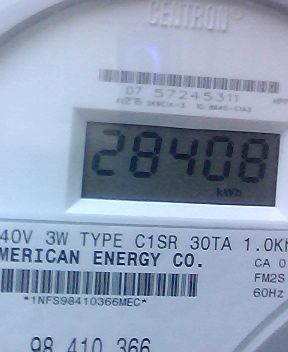 CENTRON
07 57245311
28408
kWh
40V 3W TYPE C1SR 30TA 1.0K
MERICAN ENERGY CO.
CA 0
FM2S
*1NFS98410366MEC*
60Hz
98 410 366